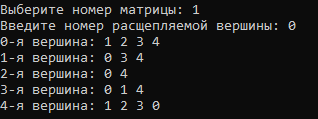 Выберите номер матрицы: 1
Введите номер расщепляемой вершины: 0
0-я вершина: 1 2 3 4
1-я вершина: 0 3 4
2-я вершина: 0 4
3-я вершина: 0 1 4
4-я вершина: 1 2 3 0